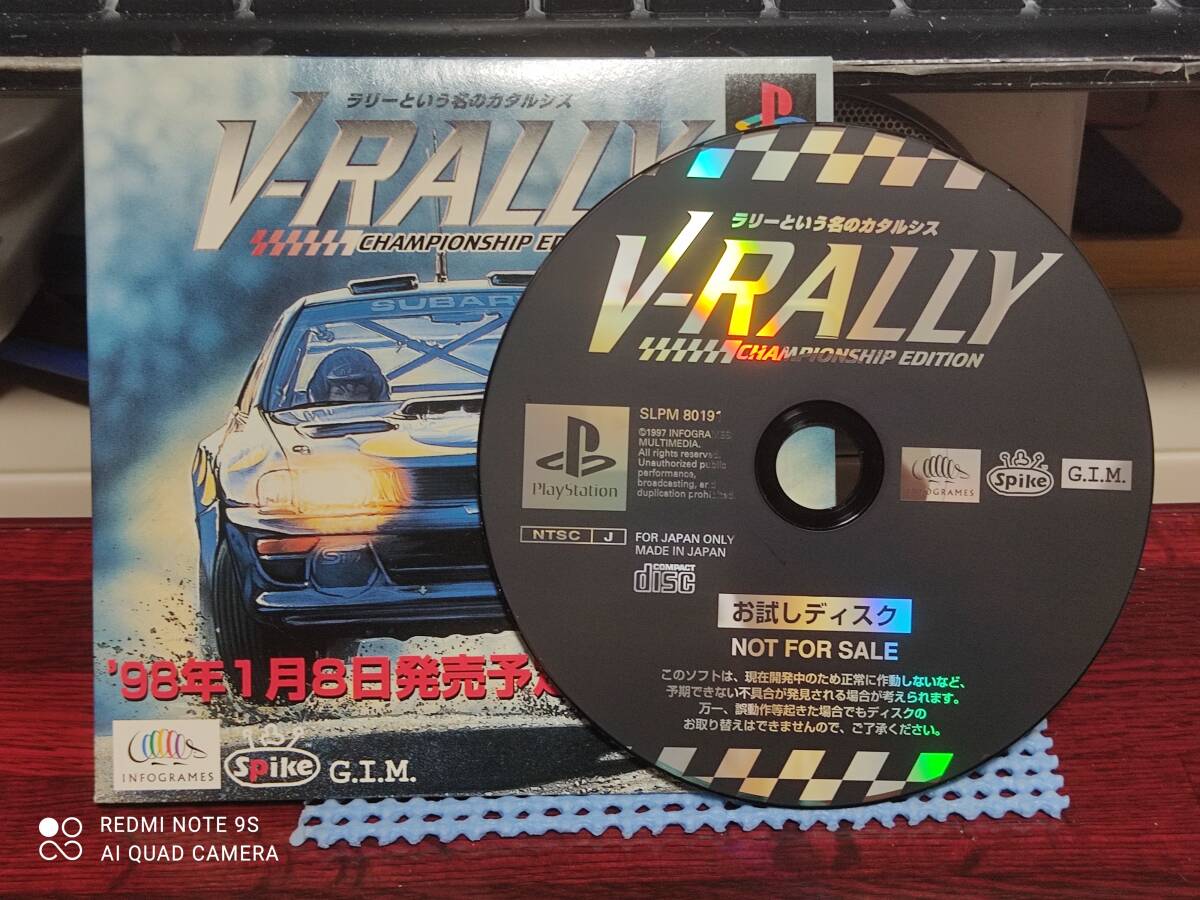 ラリーという名のカタルシス
V-RALLY
CHAMPIONSHIP ED
SUBARU
'98年1月8日発売予定
INFOGRAMES
Spike
G.I.M.
ラリーという名のカタルシス
V-RALLY
CHAMPIONSHIP EDITION
SLPM 80191
©1997 INFOGRAMES
MULTIMEDIA.
All rights reserved.
Unauthorized public
performance,
broadcasting, and
duplication prohibited.
PlayStation
NTSC J
FOR JAPAN ONLY
MADE IN JAPAN
COMPACT
disc
INFOGRAMES
Spike
G.I.M.
お試しディスク
NOT FOR SALE
このソフトは、現在開発中のため正常に作動しないなど、
予期できない不具合が発見される場合が考えられます。
万一、誤動作等起きた場合でもディスクの
お取り替えはできませんので、ご了承ください。
REDMI NOTE 9S
AI QUAD CAMERA